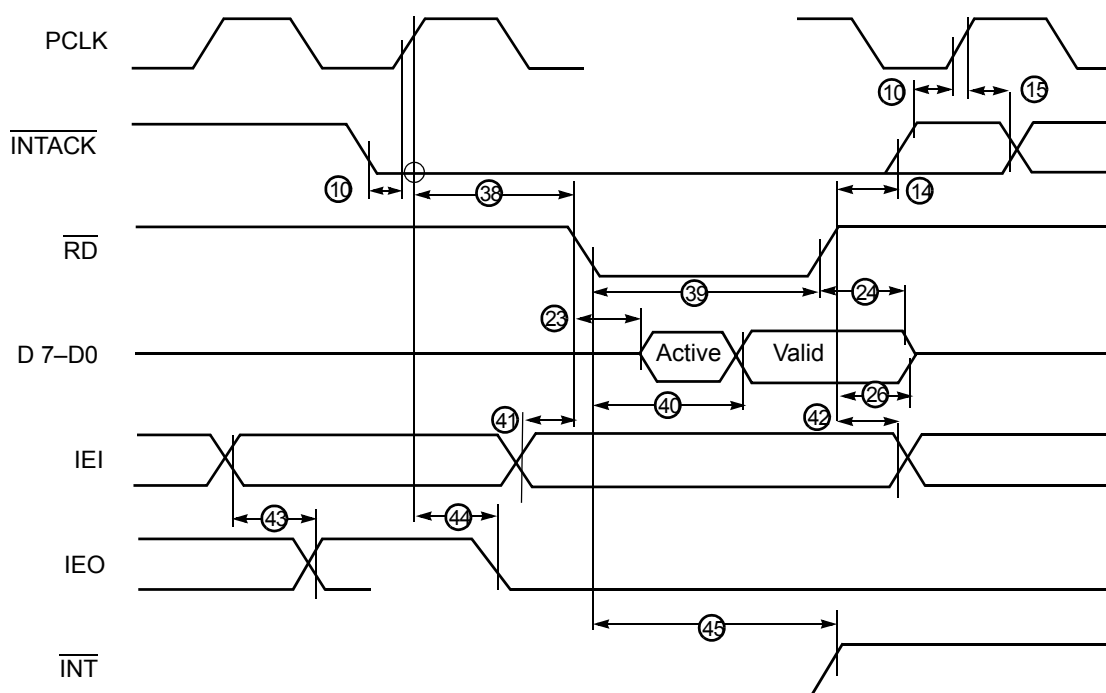 PCLK
10
15
INTACK
10
38
14
RD
39
24
23
D 7–D0
Active
Valid
26
40
41
42
IEI
43
44
IEO
45
INT